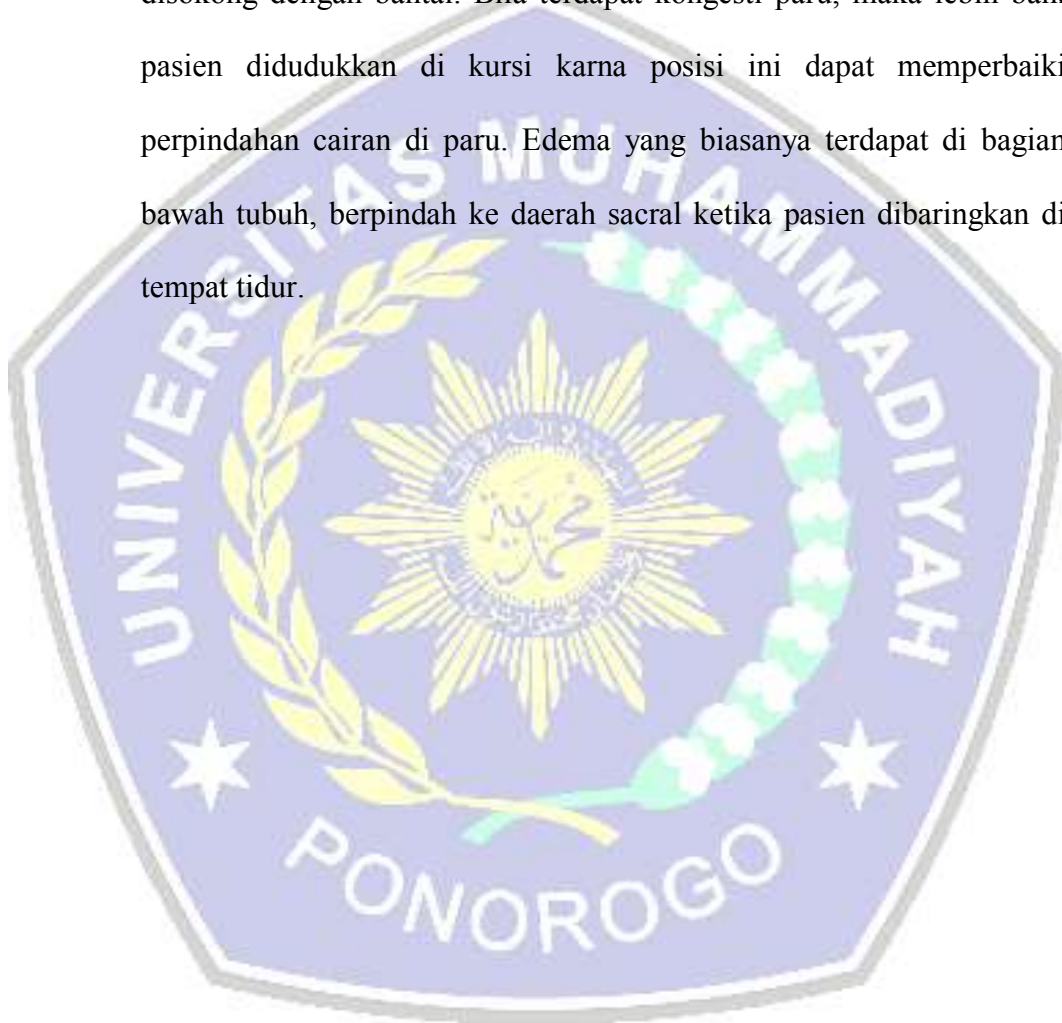 disokong dengan bantal. Bila terdapat kongesti paru, maka lebih baik
pasien didudukkan di kursi karna posisi ini dapat memperbaiki
perpindahan cairan di paru. Edema yang biasanya terdapat di bagian
bawah tubuh, berpindah ke daerah sacral ketika pasien dibaringkan di
tempat tidur.
UNIVERSITAS MUHAMMADIYAH
PONOROGO